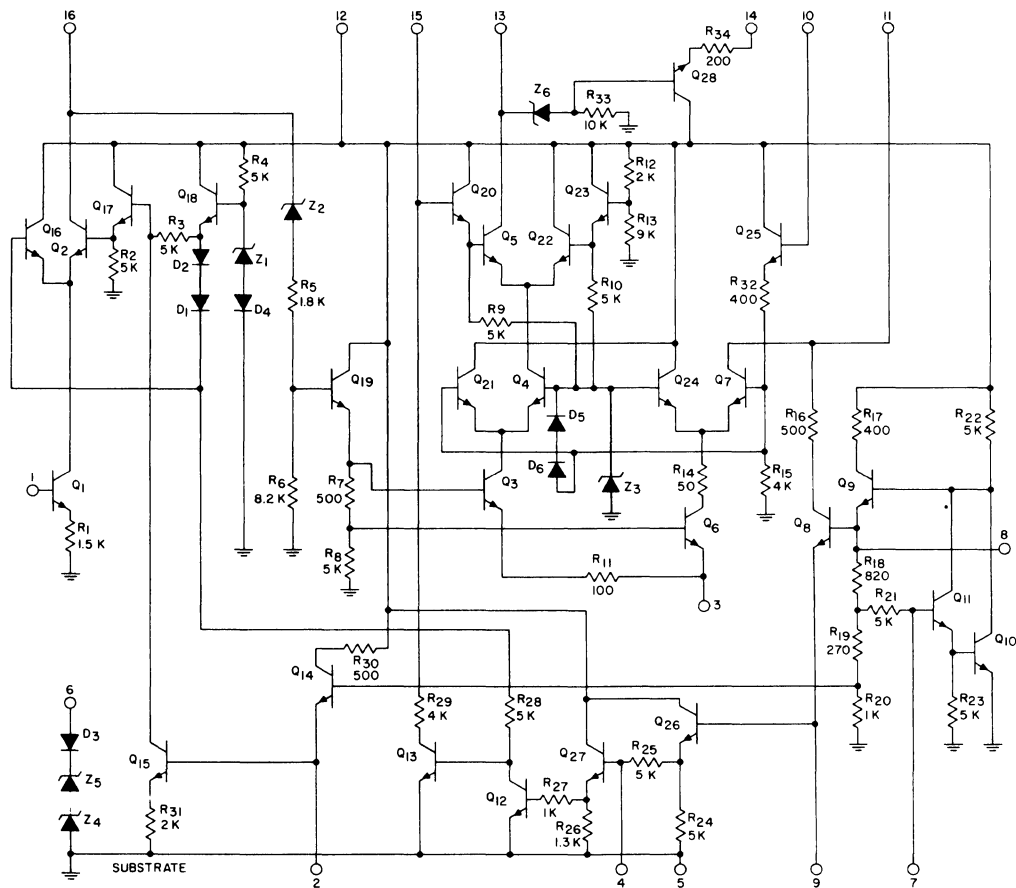 16
12
15
13
14
11
10
R34
200
Q28
Z6
R33
10 K
R4
5 K
Q20
Q23
R12
2 K
Q17
Q18
Z2
Q25
Q16
Q2
R3
5 K
Q5
Q22
R13
9 K
R2
5 K
D2
Z1
R32
400
R5
1.8 K
R10
5 K
D1
D4
R9
5 K
Q19
Q21
Q4
Q24
Q7
R16
500
R17
400
R22
5 K
D5
D6
Q9
1
Q1
R6
8.2 K
R7
500
Q3
Z3
R14
50
R15
4 K
Q8
R1
1.5 K
Q6
8
R8
5 K
R11
100
R18
820
Q11
R21
5 K
3
Q10
R19
270
Q14
R30
500
R29
4 K
R28
5 K
R20
1 K
R23
5 K
6
Q26
D3
Q15
Q13
Q27
R25
5 K
Z5
Q12
R27
1 K
R31
2 K
Z4
R26
1.3 K
R24
5 K
SUBSTRATE
2
4
5
9
7